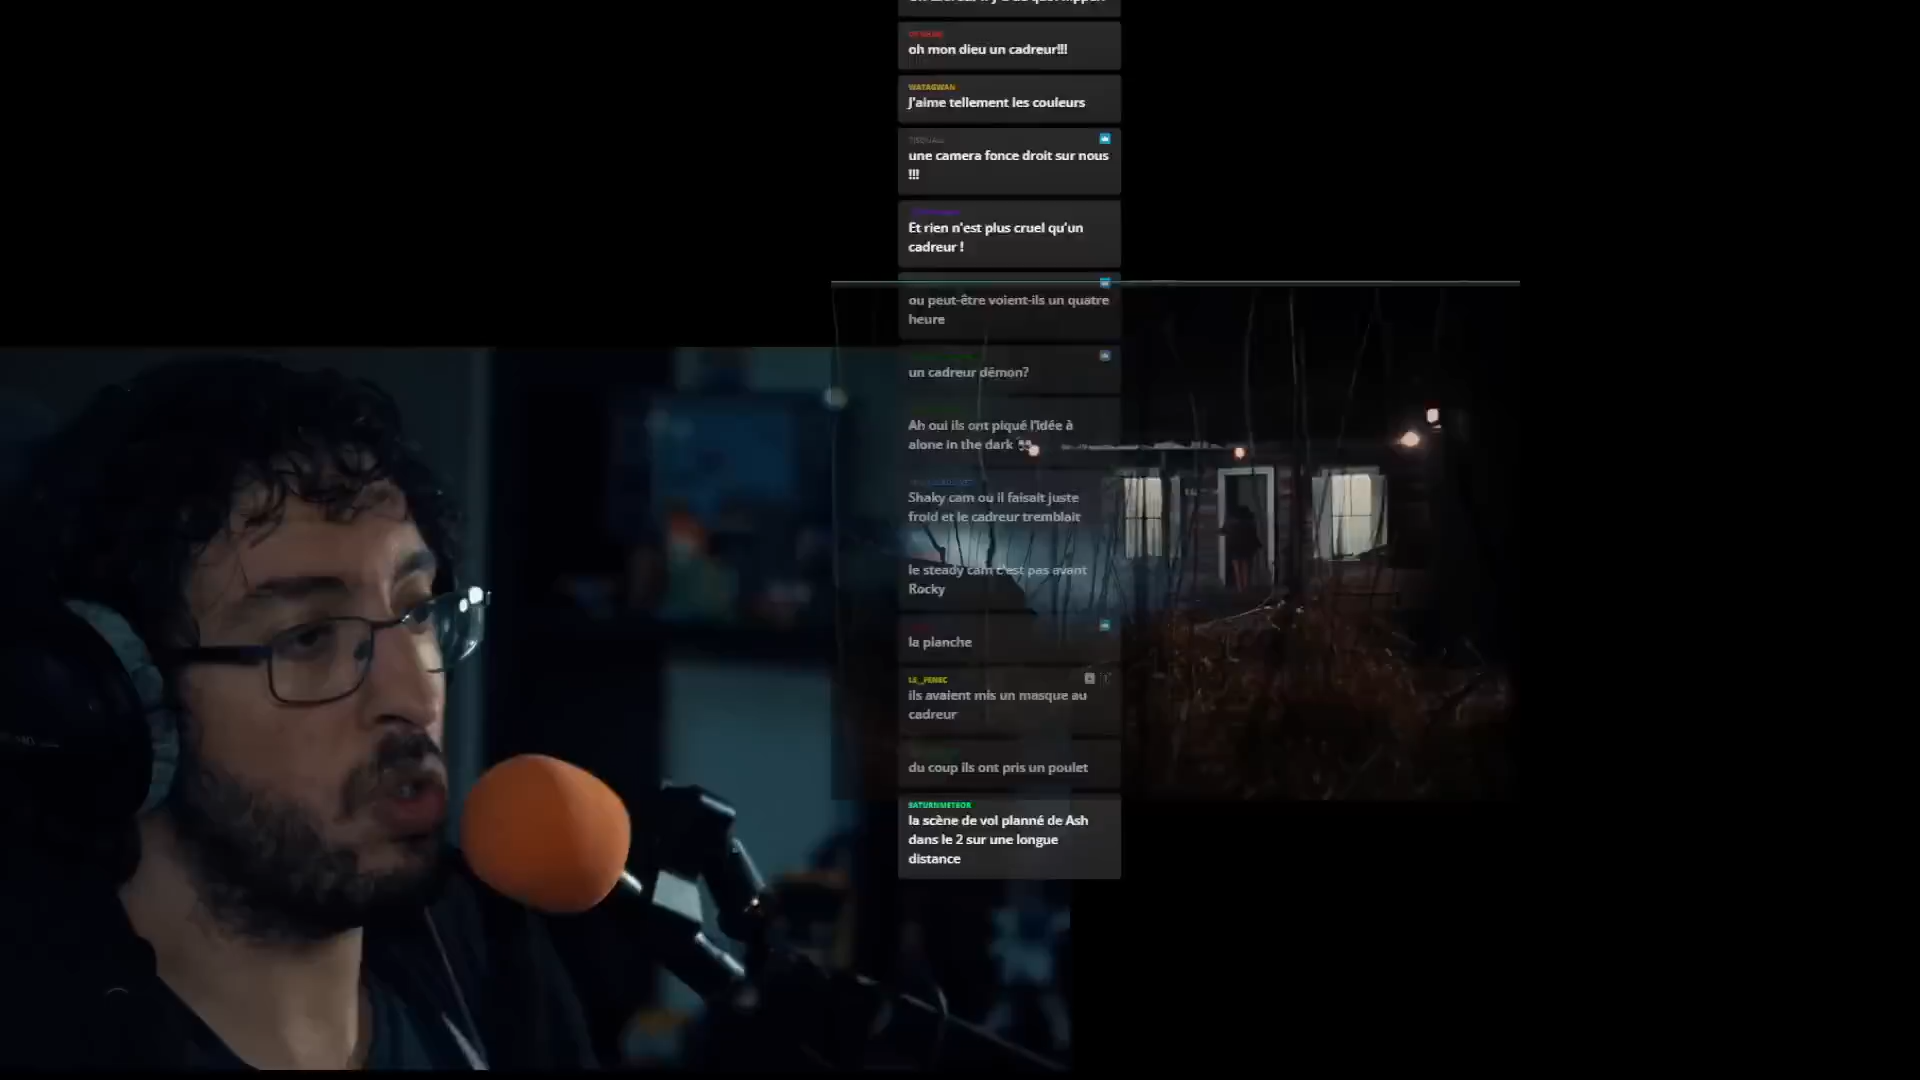 oh mon dieu un cadreur!!!
WATAGWAN
J'aime tellement les couleurs
une camera fonce droit sur nous
!!!
Et rien n'est plus cruel qu'un
cadreur !
ou peut-être voient-ils un quatre
heure
un cadreur démon?
Ah oui ils ont piqué l'idée à
alone in the dark
Shaky cam ou il faisait juste
froid et le cadreur tremblait
le steady cam c'est pas avant
Rocky
la planche
LE__FENEC
ils avaient mis un masque au
cadreur
du coup ils ont pris un poulet
SATURNMETEOR
la scène de vol planné de Ash
dans le 2 sur une longue
distance